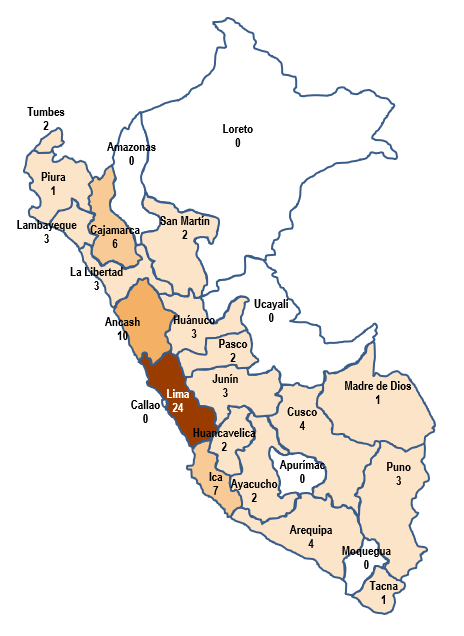 Tumbes
2
Loreto
0
Amazonas
0
Piura
1
Lambayeque
3
Cajamarca
6
San Martín
2
La Libertad
3
Ancash
10
Huánuco
3
Ucayali
0
Pasco
2
Lima
24
Junín
3
Callao
0
Madre de Dios
1
Cusco
4
Huancavelica
2
Apurímac
0
Puno
3
Ica
7
Ayacucho
2
Arequipa
4
Moquegua
0
Tacna
1